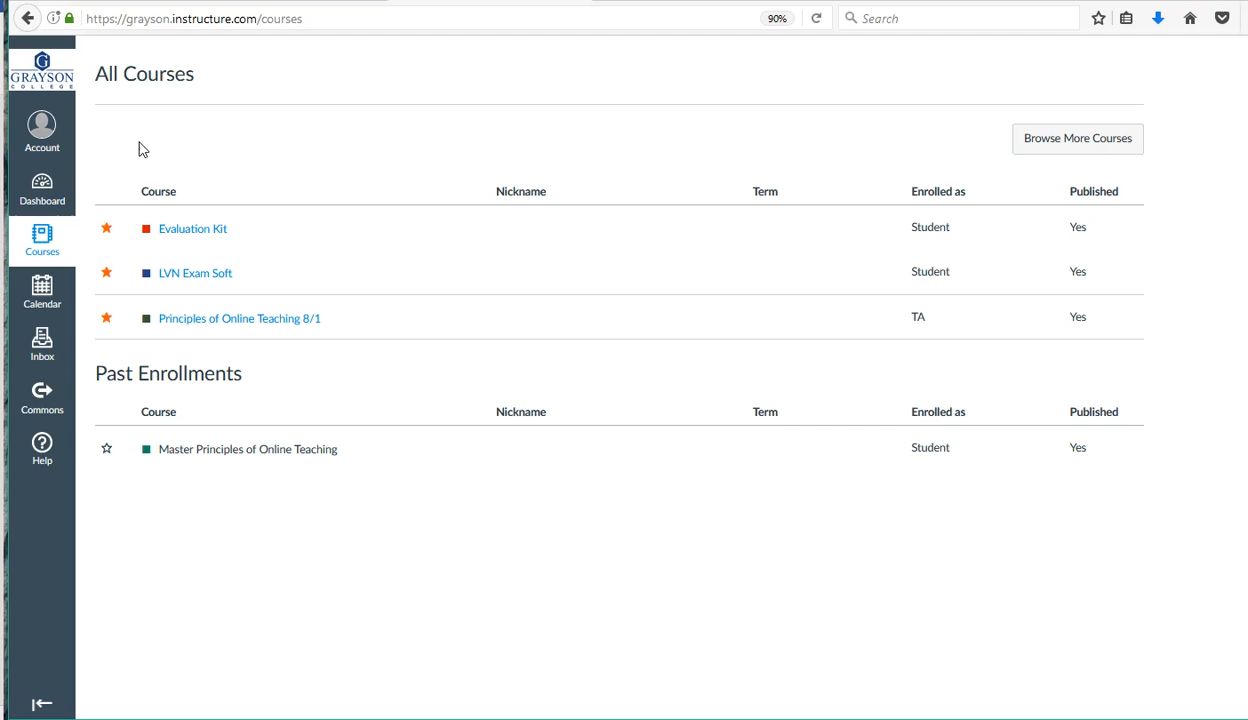 https://grayson.instructure.com/courses
90%
Search
GRAYSON
COLLEGE
All Courses
Account
Browse More Courses
Dashboard
Course Nickname Term Enrolled as Published
Evaluation Kit Student Yes
Courses
LVN Exam Soft Student Yes
Calendar
Principles of Online Teaching 8/1 TA Yes
Inbox
Past Enrollments
Commons
Course Nickname Term Enrolled as Published
Master Principles of Online Teaching Student Yes
Help